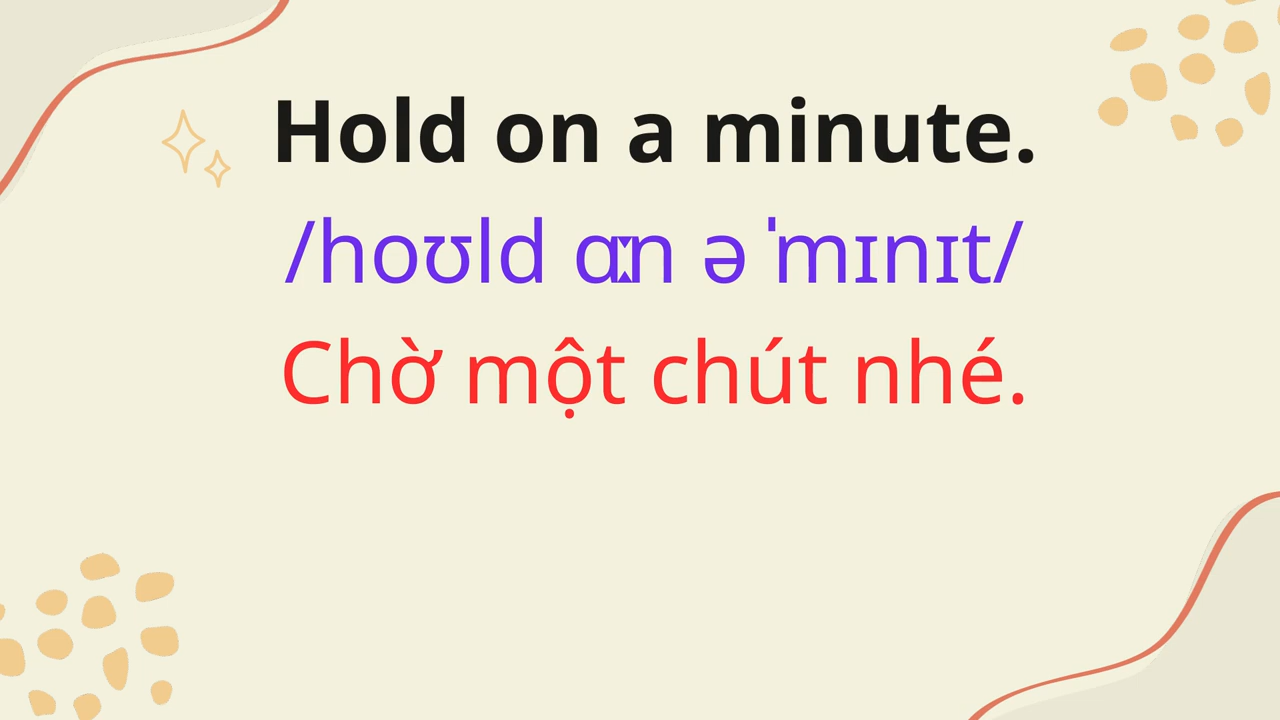 Hold on a minute.
/hoʊld ɑːn ə ˈmɪnɪt/
Chờ một chút nhé.